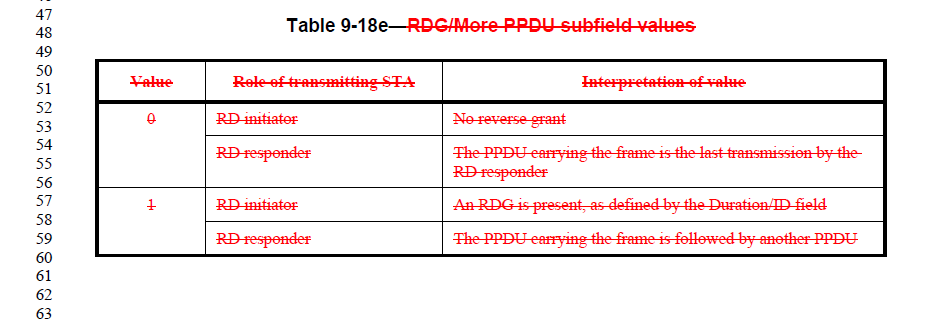 47
Table 9-18e—RDG/More PPDU subfield values
48
49
50
Value Role of transmitting STA Interpretation of value
51
52
0 RD initiator No reverse grant
53
54
RD responder The PPDU carrying the frame is the last transmission by the
55
RD responder
56
57
1 RD initiator An RDG is present, as defined by the Duration/ID field
58
59
RD responder The PPDU carrying the frame is followed by another PPDU
60
61
62
63